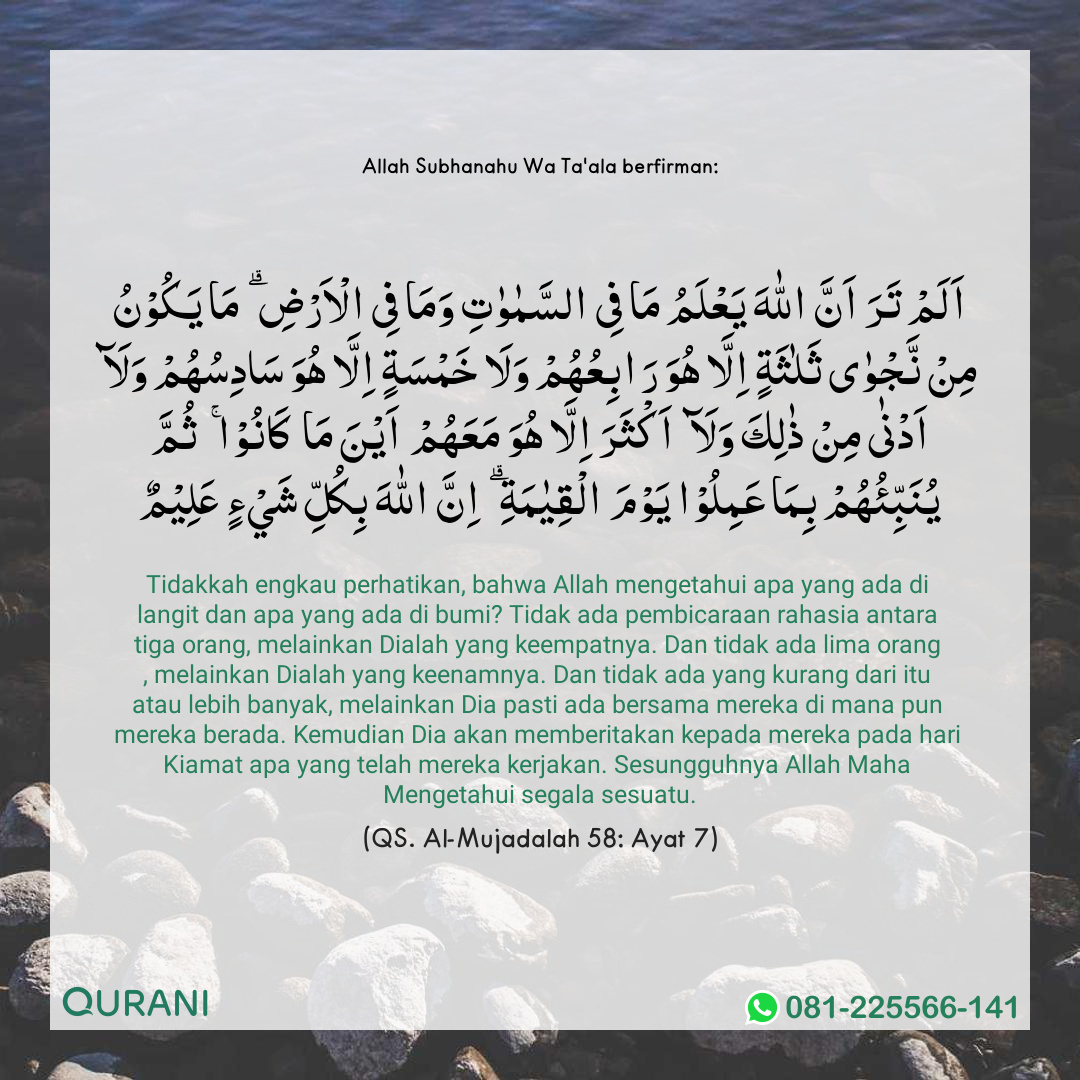 Allah Subhanahu Wa Ta'ala berfirman:
اَلَمْ تَرَ اَنَّ اللّٰهَ يَعْلَمُ مَا فِى السَّمٰوٰتِ وَمَا فِى الْاَرْضِۗ مَا يَكُوْنُ
مِنْ نَّجْوٰى ثَلٰثَةٍ اِلَّا هُوَ رَابِعُهُمْ وَلَا خَمْسَةٍ اِلَّا هُوَ سَادِسُهُمْ وَلَآ
اَدْنٰى مِنْ ذٰلِكَ وَلَآ اَكْثَرَ اِلَّا هُوَ مَعَهُمْ اَيْنَ مَا كَانُوْاۚ ثُمَّ
يُنَبِّئُهُمْ بِمَا عَمِلُوْا يَوْمَ الْقِيٰمَةِۗ اِنَّ اللّٰهَ بِكُلِّ شَيْءٍ عَلِيْمٌ
Tidakkah engkau perhatikan, bahwa Allah mengetahui apa yang ada di
langit dan apa yang ada di bumi? Tidak ada pembicaraan rahasia antara
tiga orang, melainkan Dialah yang keempatnya. Dan tidak ada lima orang
, melainkan Dialah yang keenamnya. Dan tidak ada yang kurang dari itu
atau lebih banyak, melainkan Dia pasti ada bersama mereka di mana pun
mereka berada. Kemudian Dia akan memberitakan kepada mereka pada hari
Kiamat apa yang telah mereka kerjakan. Sesungguhnya Allah Maha
Mengetahui segala sesuatu.
(QS. Al-Mujadalah 58: Ayat 7)
QURANI
081-225566-141